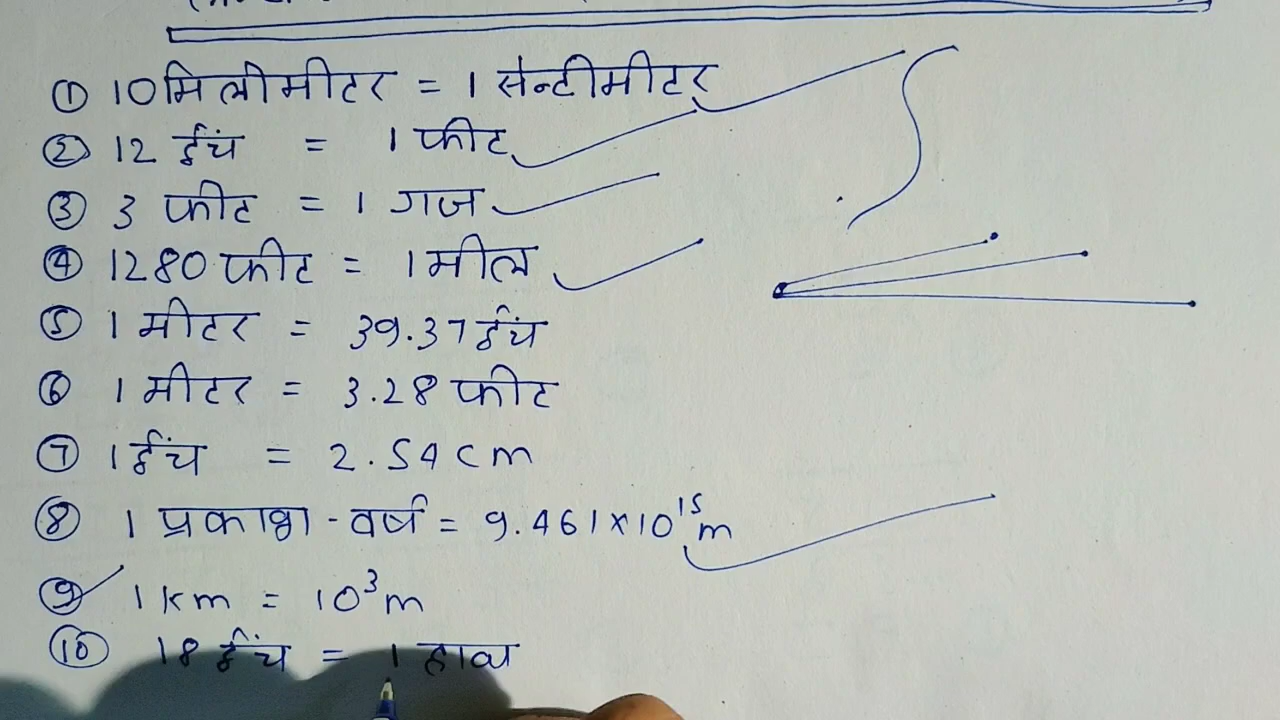 ① 10 मिलीमीटर = 1 सेन्टीमीटर
② 12 ईंच = 1 फीट
③ 3 फीट = 1 गज
④ 1280 फीट = 1 मील
⑤ 1 मीटर = 39.37 ईंच
⑥ 1 मीटर = 3.28 फीट
⑦ 1 ईंच = 2.54 cm
⑧ 1 प्रकाश - वर्ष = 9.461 × 10¹⁵ m
⑨ 1 km = 10³ m
⑩ 18 ईंच = 1 हाथ